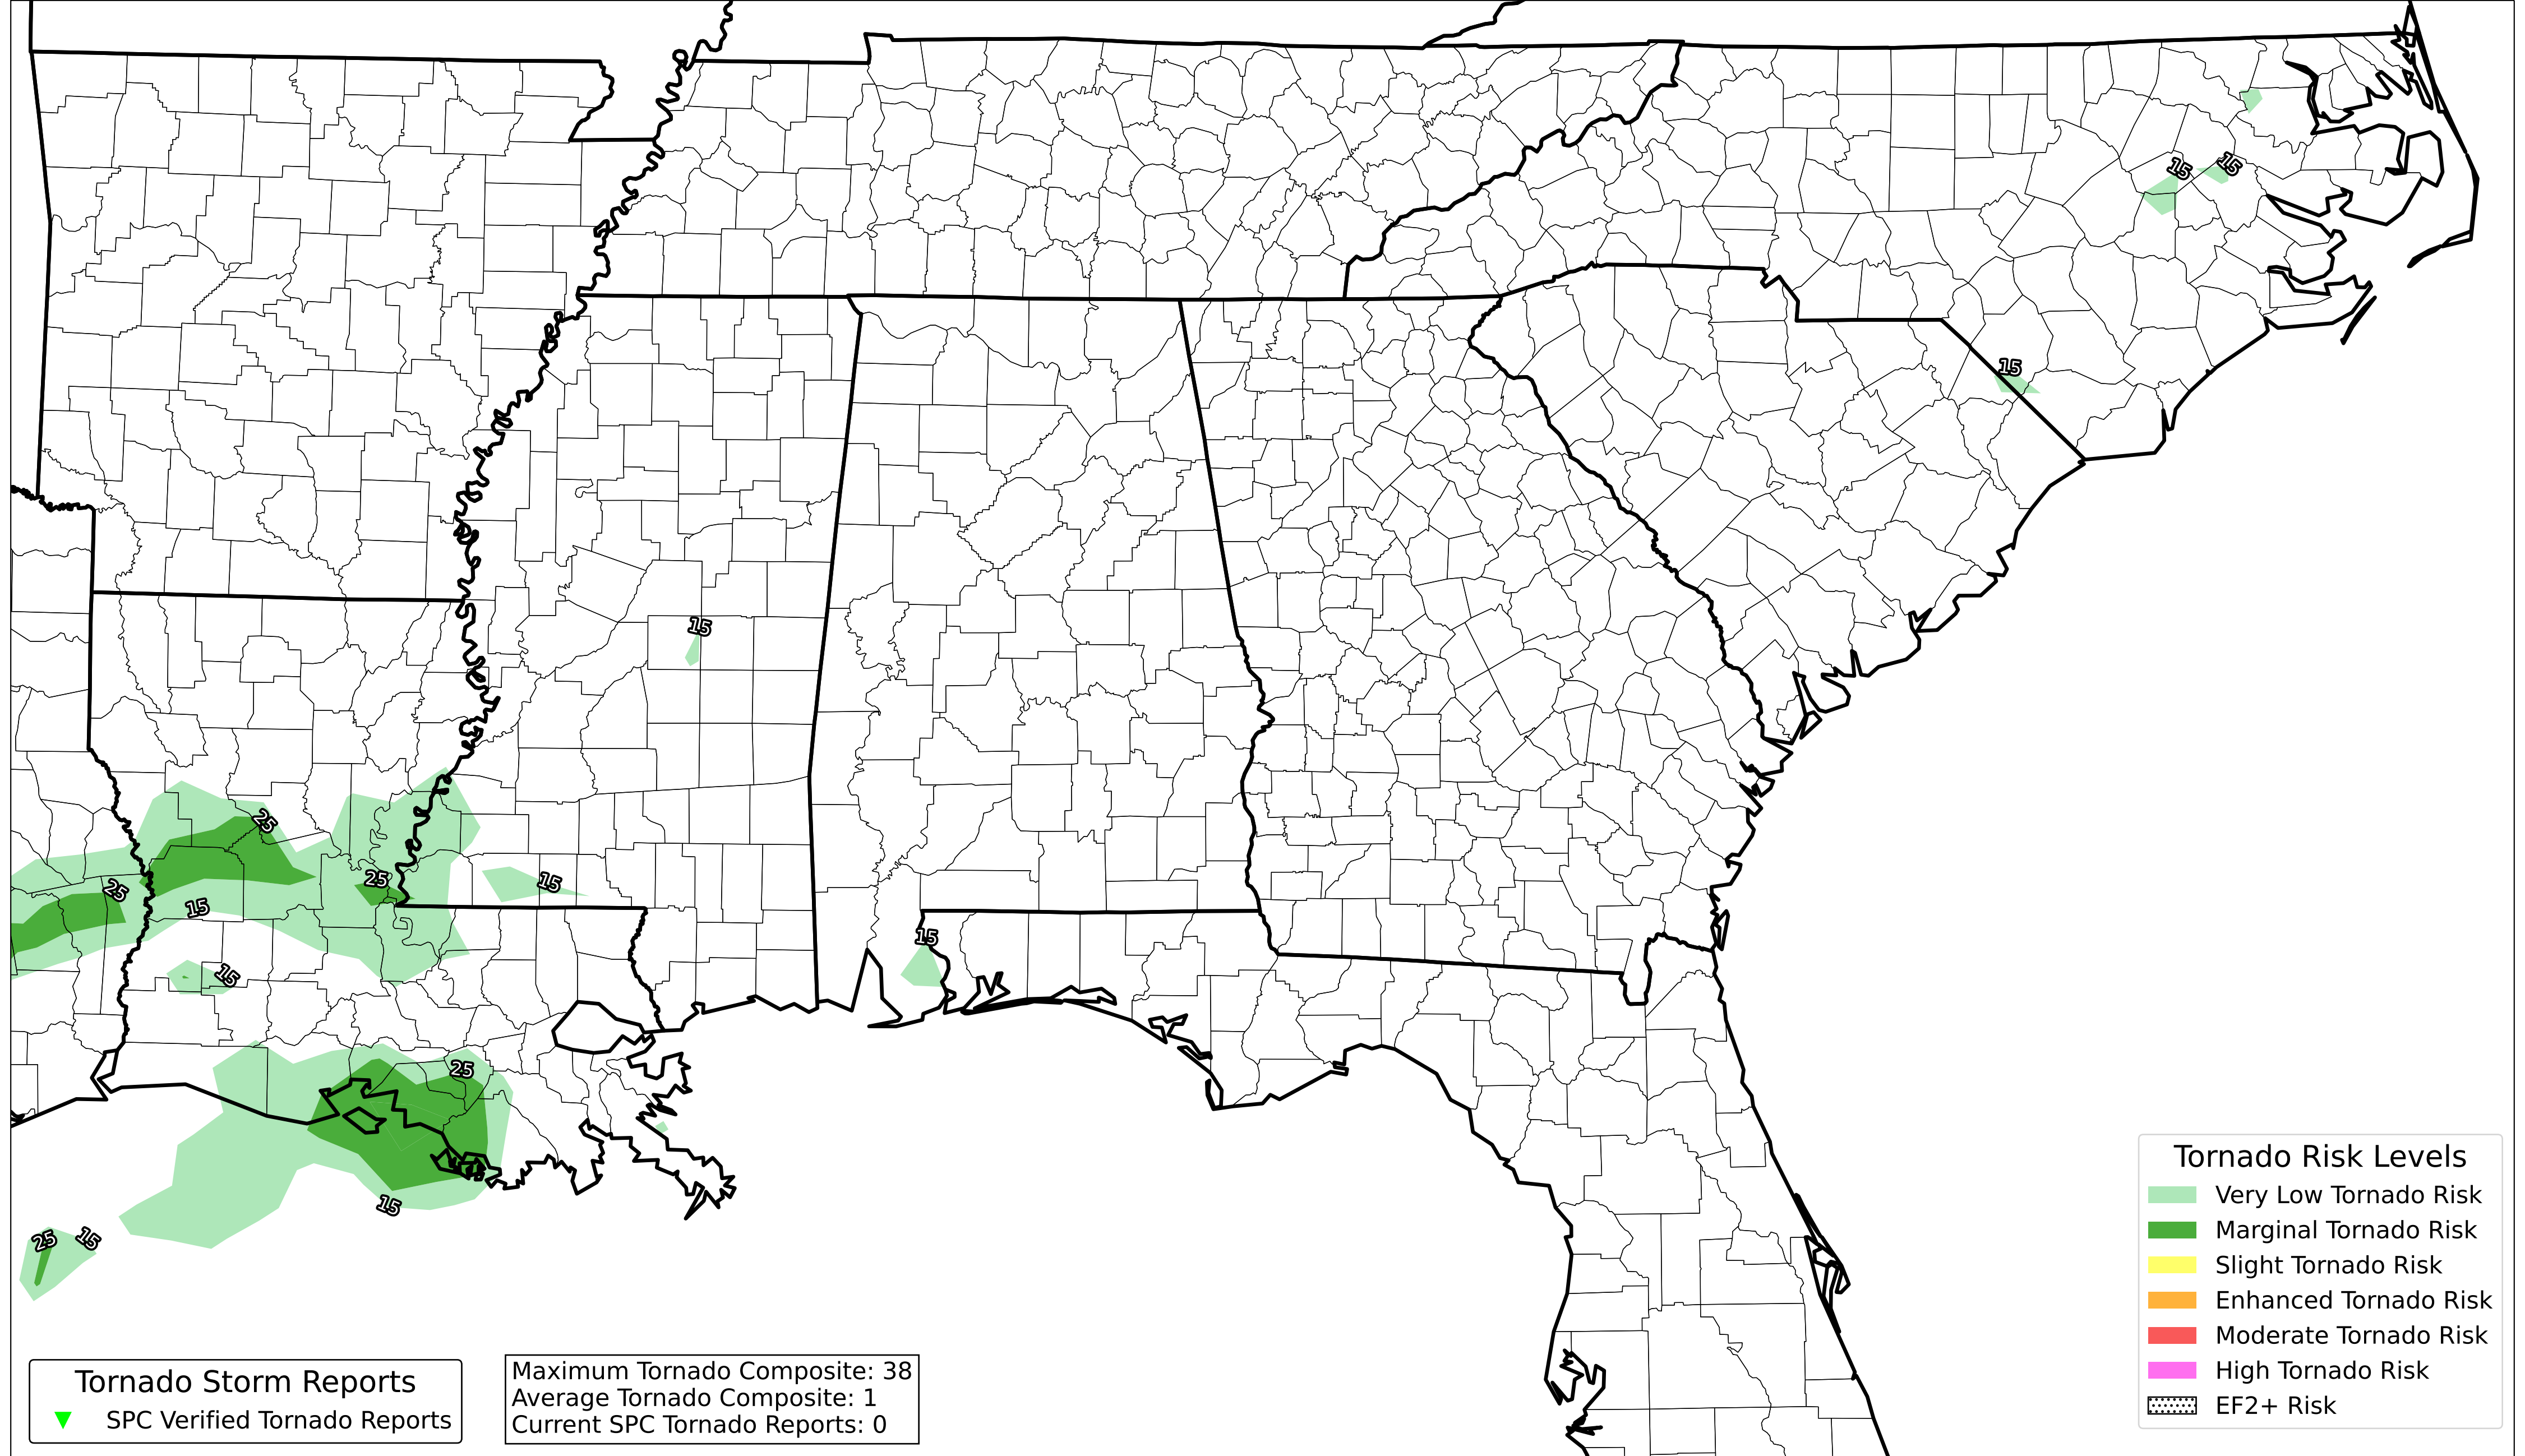 15
15
15
15
25
25
25
15
15
15
15
25
15
25
15
Tornado Risk Levels
Very Low Tornado Risk
Marginal Tornado Risk
Slight Tornado Risk
Enhanced Tornado Risk
Moderate Tornado Risk
High Tornado Risk
EF2+ Risk
Tornado Storm Reports
SPC Verified Tornado Reports
Maximum Tornado Composite: 38
Average Tornado Composite: 1
Current SPC Tornado Reports: 0